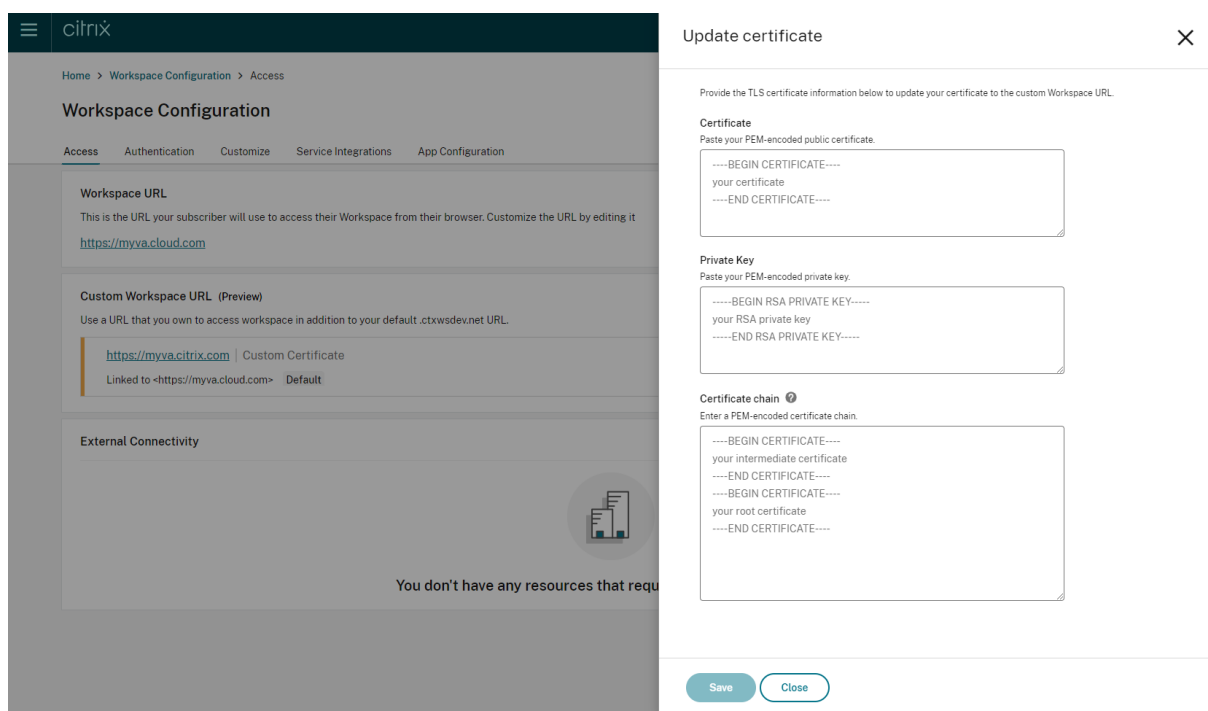 citrix
Home > Workspace Configuration > Access
Workspace Configuration
Access Authentication Customize Service Integrations App Configuration
Workspace URL
This is the URL your subscriber will use to access their Workspace from their browser. Customize the URL by editing it
https://myva.cloud.com
Custom Workspace URL (Preview)
Use a URL that you own to access workspace in addition to your default .ctxwsdev.net URL.
https://myva.citrix.com | Custom Certificate
Linked to <https://myva.cloud.com> Default
External Connectivity
You don't have any resources that requ
Update certificate
Provide the TLS certificate information below to update your certificate to the custom Workspace URL.
Certificate
Paste your PEM-encoded public certificate.
----BEGIN CERTIFICATE----
your certificate
----END CERTIFICATE----
Private Key
Paste your PEM-encoded private key.
-----BEGIN RSA PRIVATE KEY-----
your RSA private key
-----END RSA PRIVATE KEY-----
Certificate chain ?
Enter a PEM-encoded certificate chain.
----BEGIN CERTIFICATE----
your intermediate certificate
----END CERTIFICATE----
----BEGIN CERTIFICATE----
your root certificate
----END CERTIFICATE----
Save Close